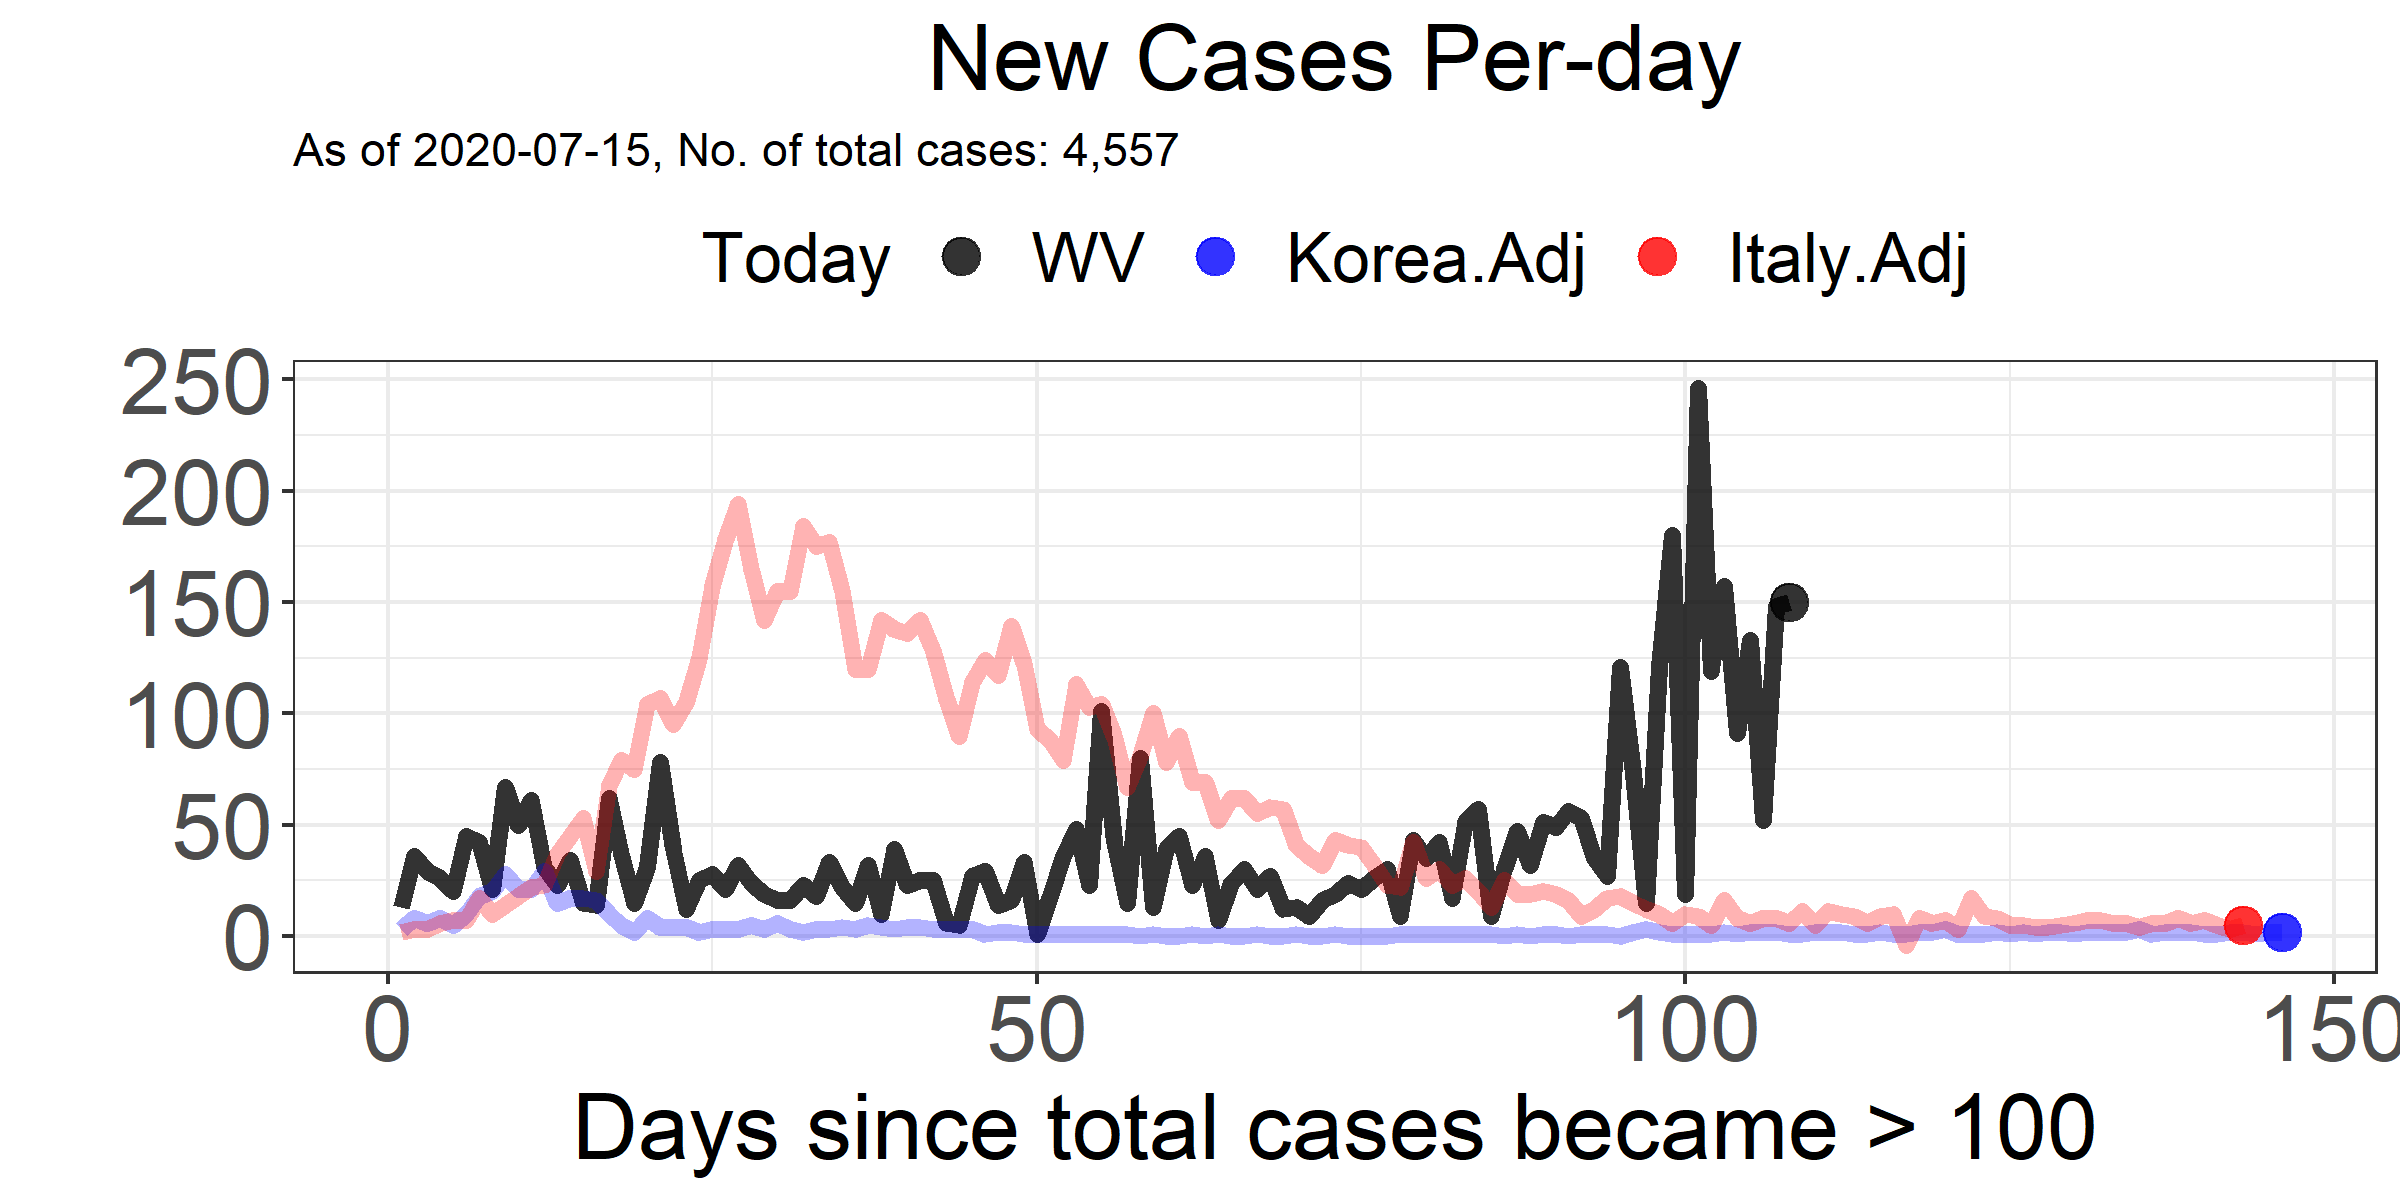 New Cases Per-day
As of 2020-07-15, No. of total cases: 4,557
Today WV Korea.Adj Italy.Adj
250
200
150
100
50
0
0 50 100 150
Days since total cases became > 100